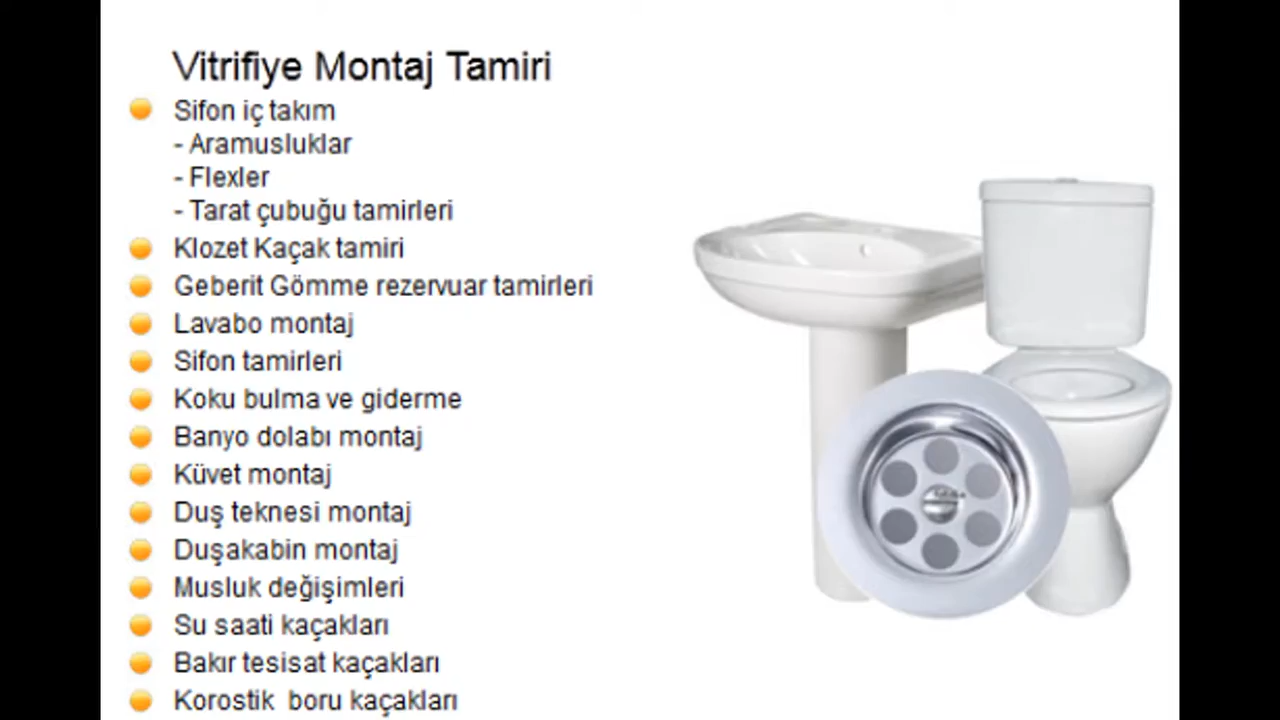 Vitrifiye Montaj Tamiri
Sifon iç takım
- Aramusluklar
- Flexler
- Tarat çubuğu tamirleri
Klozet Kaçak tamiri
Geberit Gömme rezervuar tamirleri
Lavabo montaj
Sifon tamirleri
Koku bulma ve giderme
Banyo dolabı montaj
Küvet montaj
Duş teknesi montaj
Duşakabin montaj
Musluk değişimleri
Su saati kaçakları
Bakır tesisat kaçakları
Korostik boru kaçakları